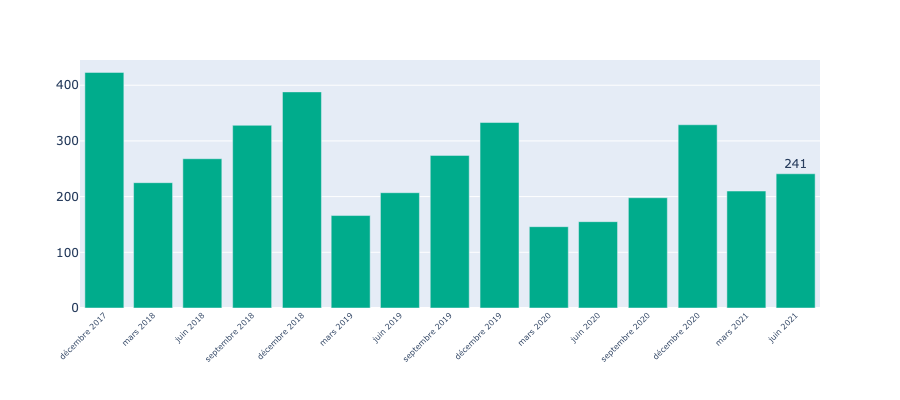 400
300
200
100
0
241
décembre 2017
mars 2018
juin 2018
septembre 2018
décembre 2018
mars 2019
juin 2019
septembre 2019
décembre 2019
mars 2020
juin 2020
septembre 2020
décembre 2020
mars 2021
juin 2021